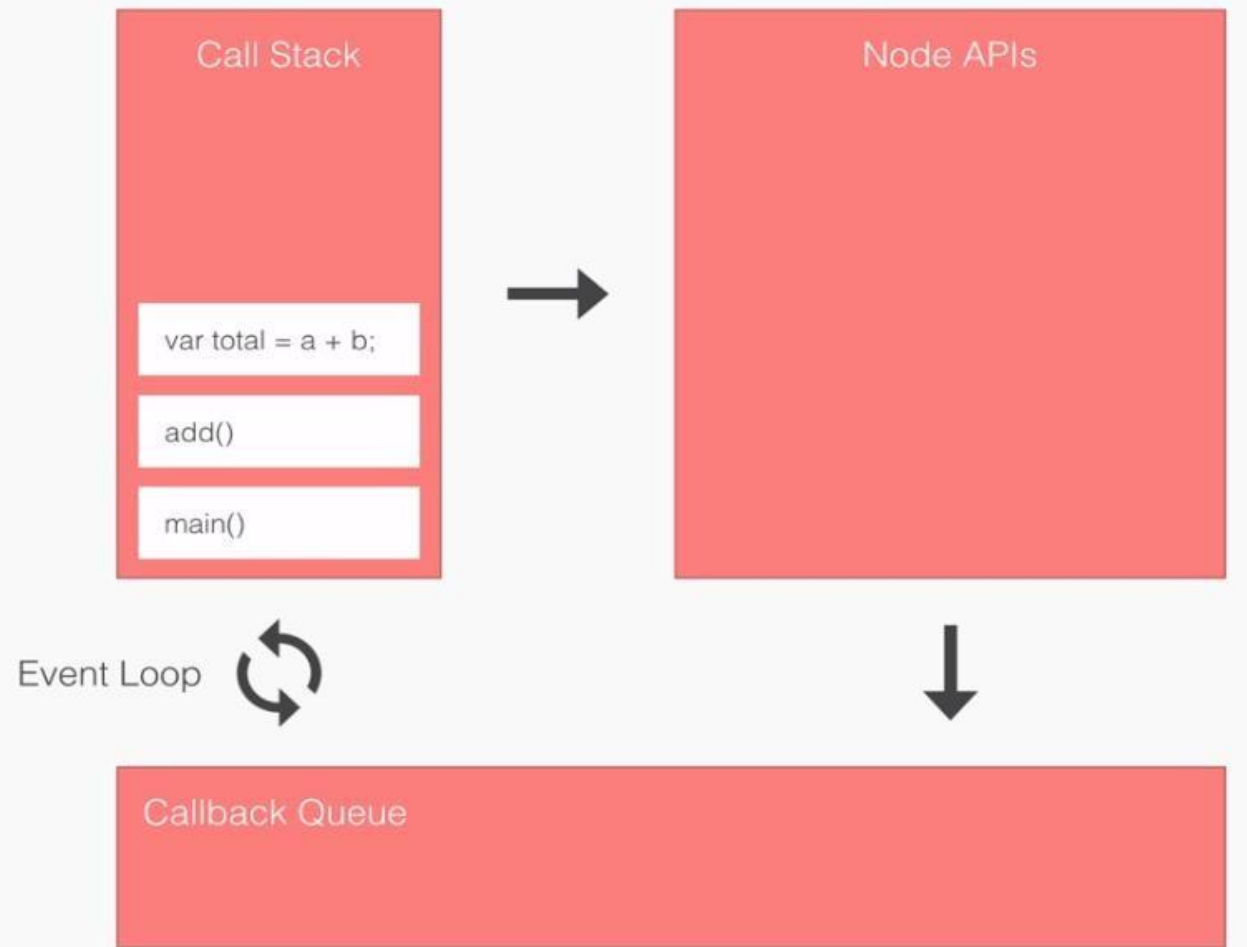 Call Stack
Node APIs
var total = a + b;
add()
main()
Event Loop
Callback Queue